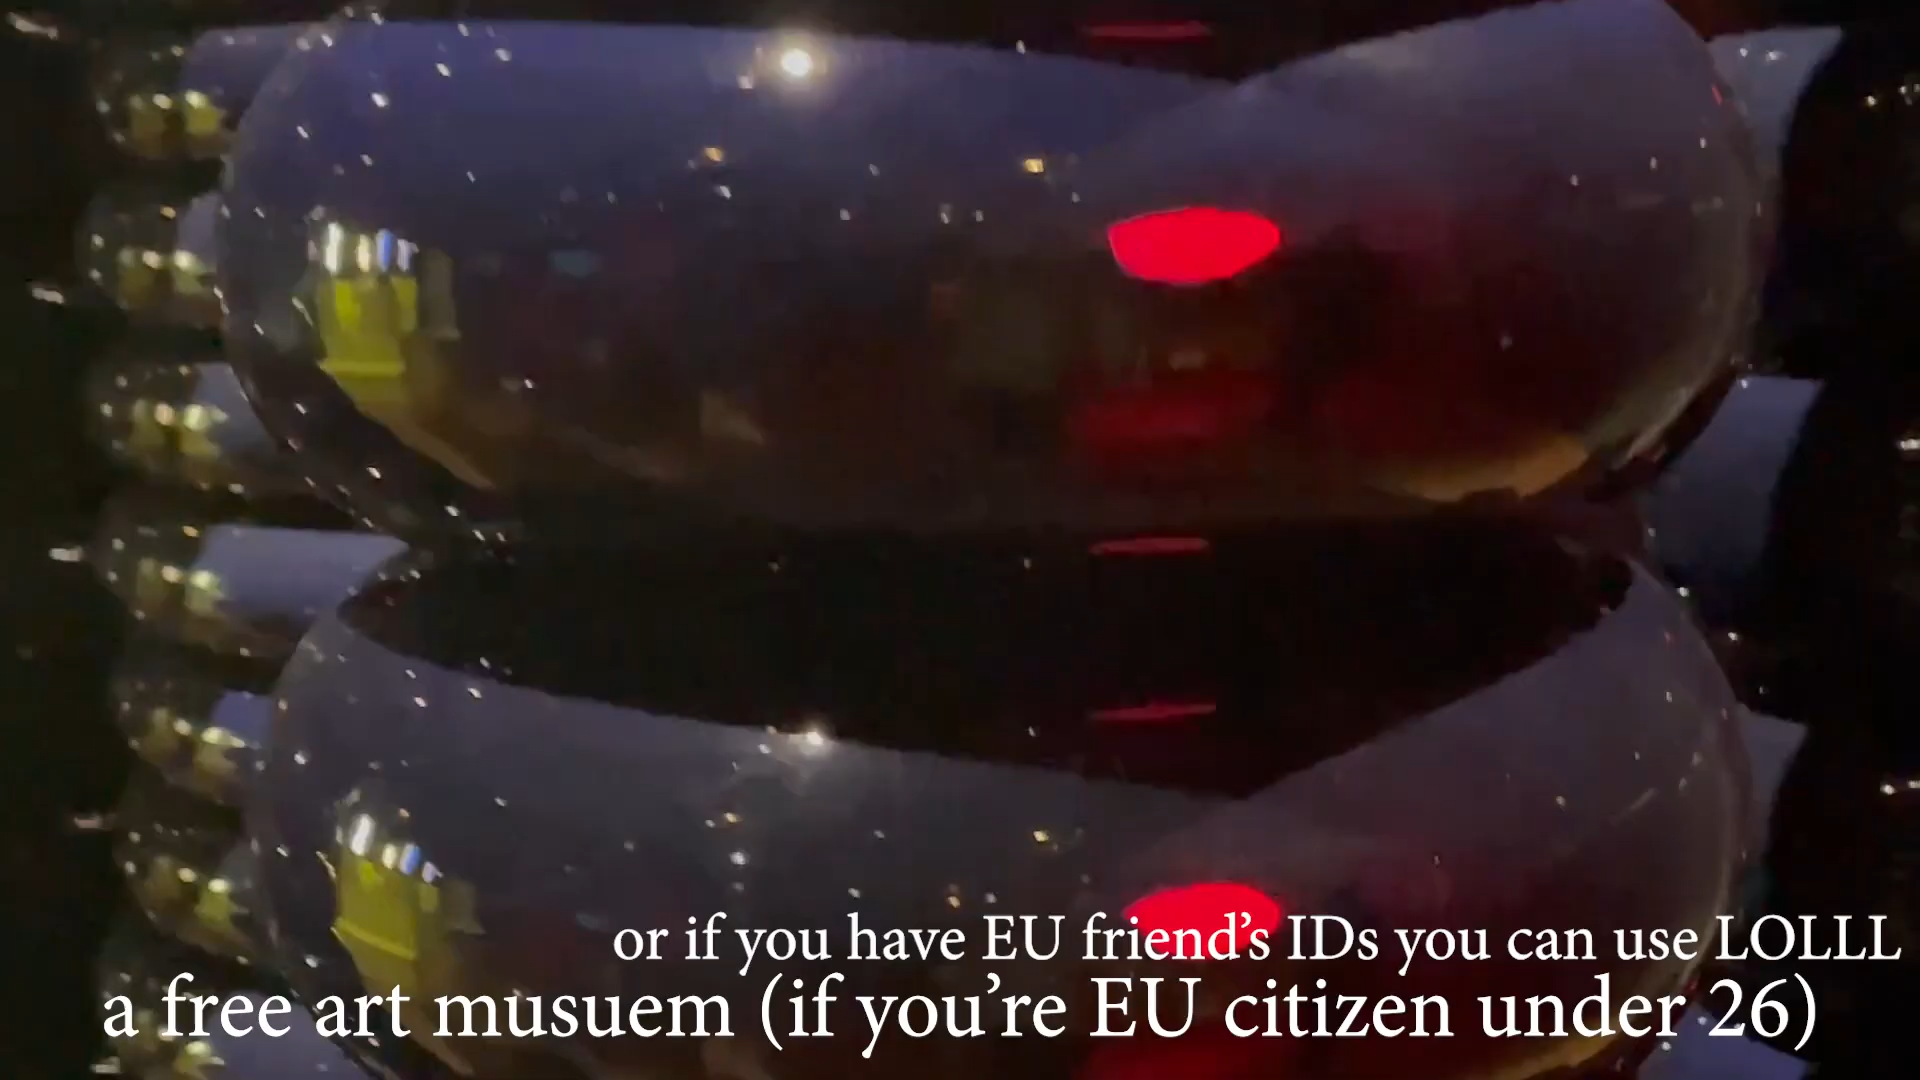 or if you have EU friend’s IDs you can use LOLLL
a free art musuem (if you’re EU citizen under 26)